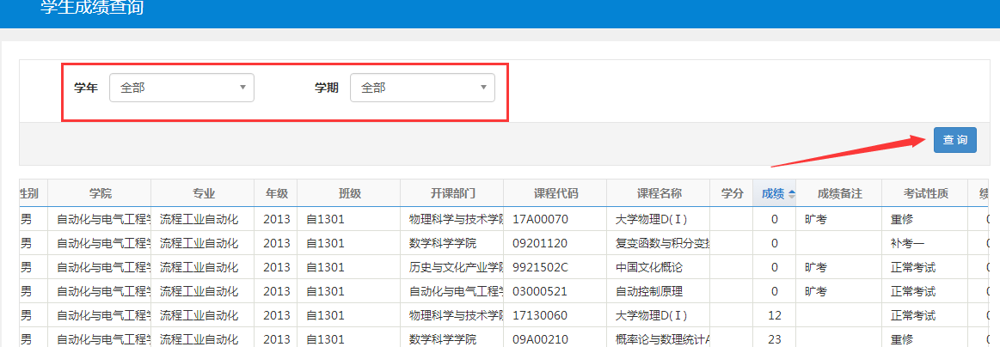 学生成绩查询
学年 全部 学期 全部
查 询
性别 学院 专业 年级 班级 开课部门 课程代码 课程名称 学分 成绩 成绩备注 考试性质 绩
男 自动化与电气工程学 流程工业自动化 2013 自1301 物理科学与技术学院 17A00070 大学物理D(Ⅰ) 0 旷考 重修
男 自动化与电气工程学 流程工业自动化 2013 自1301 数学科学学院 09201120 复变函数与积分变换 0 补考一
男 自动化与电气工程学 流程工业自动化 2013 自1301 历史与文化产业学院 9921502C 中国文化概论 0 旷考 正常考试
男 自动化与电气工程学 流程工业自动化 2013 自1301 自动化与电气工程学 03000521 自动控制原理 0 旷考 正常考试
男 自动化与电气工程学 流程工业自动化 2013 自1301 物理科学与技术学院 17130060 大学物理D(Ⅰ) 12 正常考试
男 自动化与电气工程学 流程工业自动化 2013 自1301 数学科学学院 09A00210 概率论与数理统计A 23 重修